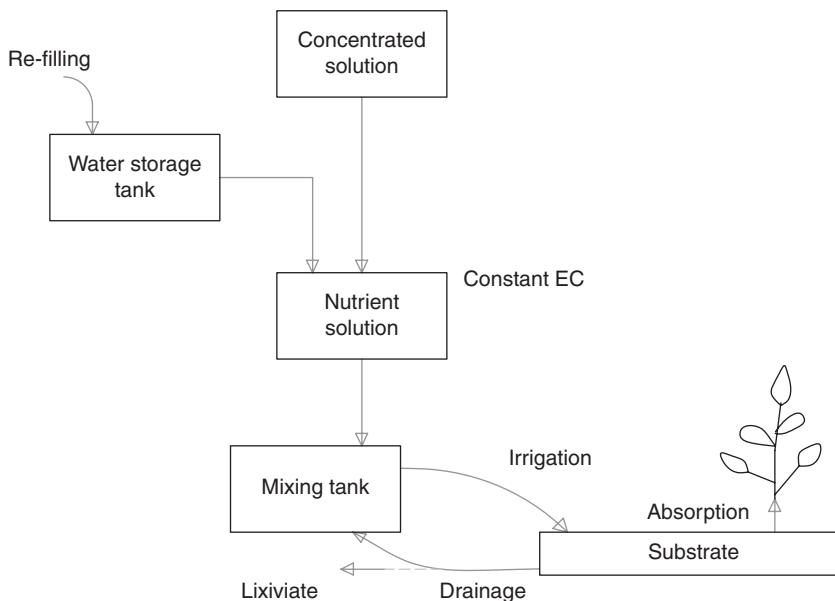 Concentrated
solution
Re-filling
Water storage
tank
Constant EC
Nutrient
solution
Irrigation
Mixing tank
Absorption
Substrate
Lixiviate
Drainage